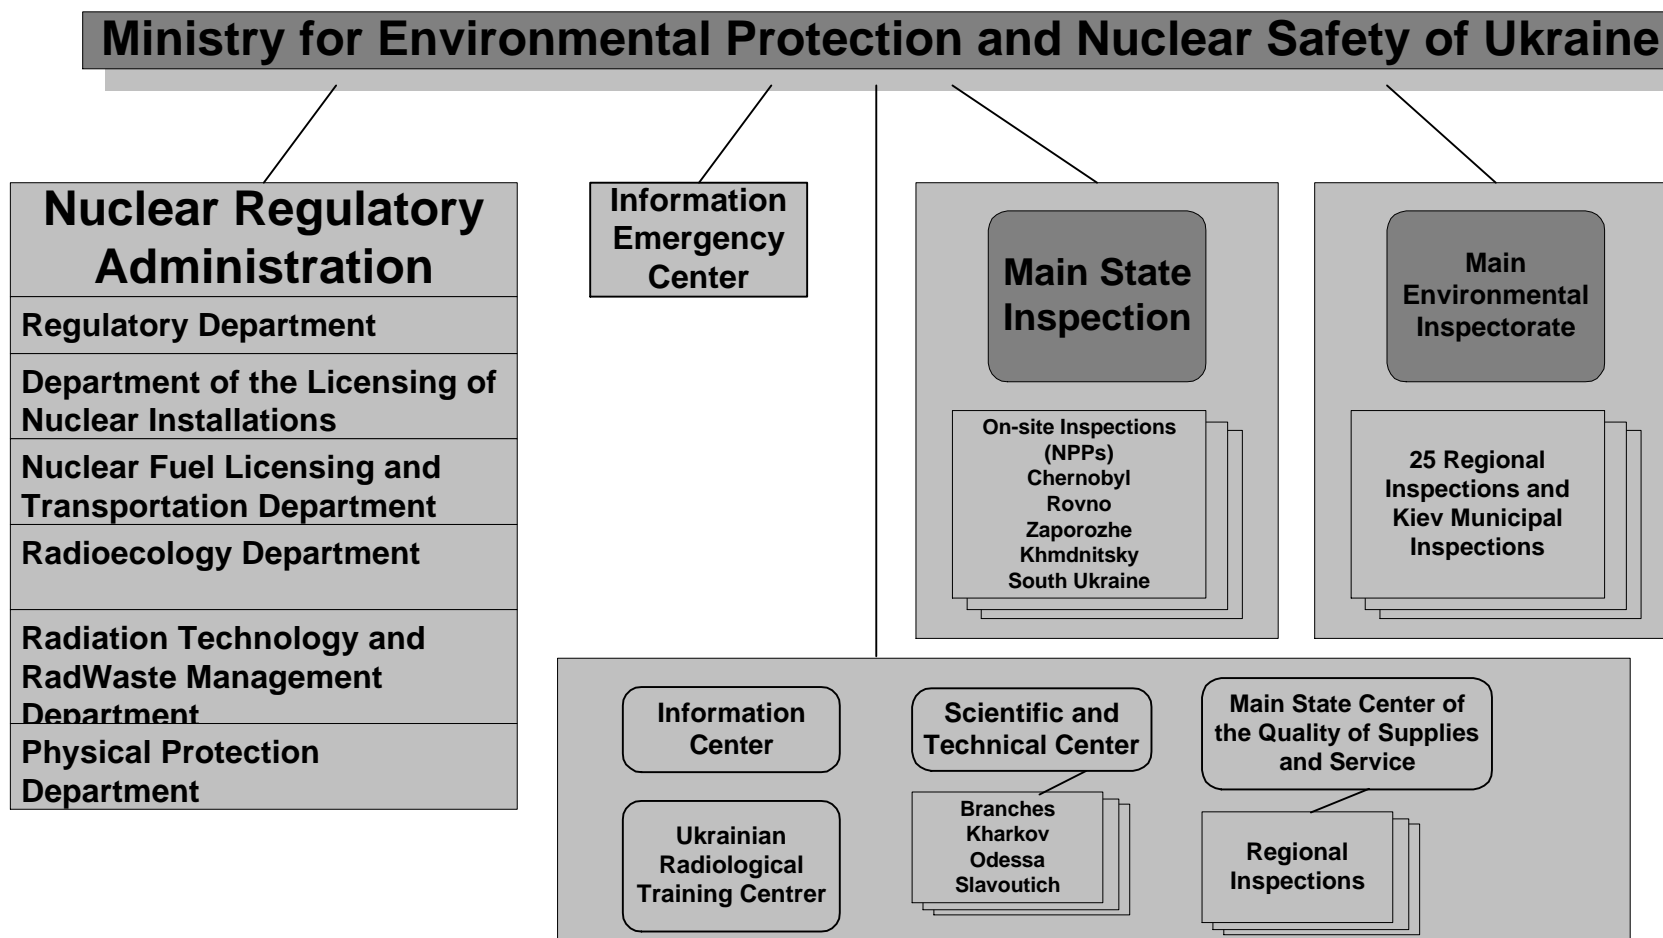 Ministry for Environmental Protection and Nuclear Safety of Ukraine
Nuclear Regulatory
Administration
Regulatory Department
Department of the Licensing of
Nuclear Installations
Nuclear Fuel Licensing and
Transportation Department
Radioecology Department
Radiation Technology and
RadWaste Management
Department
Physical Protection
Department
Information
Emergency
Center
Main State
Inspection
On-site Inspections
(NPPs)
Chernobyl
Rovno
Zaporozhe
Khmdnitsky
South Ukraine
Main
Environmental
Inspectorate
25 Regional
Inspections and
Kiev Municipal
Inspections
Information
Center
Ukrainian
Radiological
Training Centrer
Scientific and
Technical Center
Branches
Kharkov
Odessa
Slavoutich
Main State Center of
the Quality of Supplies
and Service
Regional
Inspections